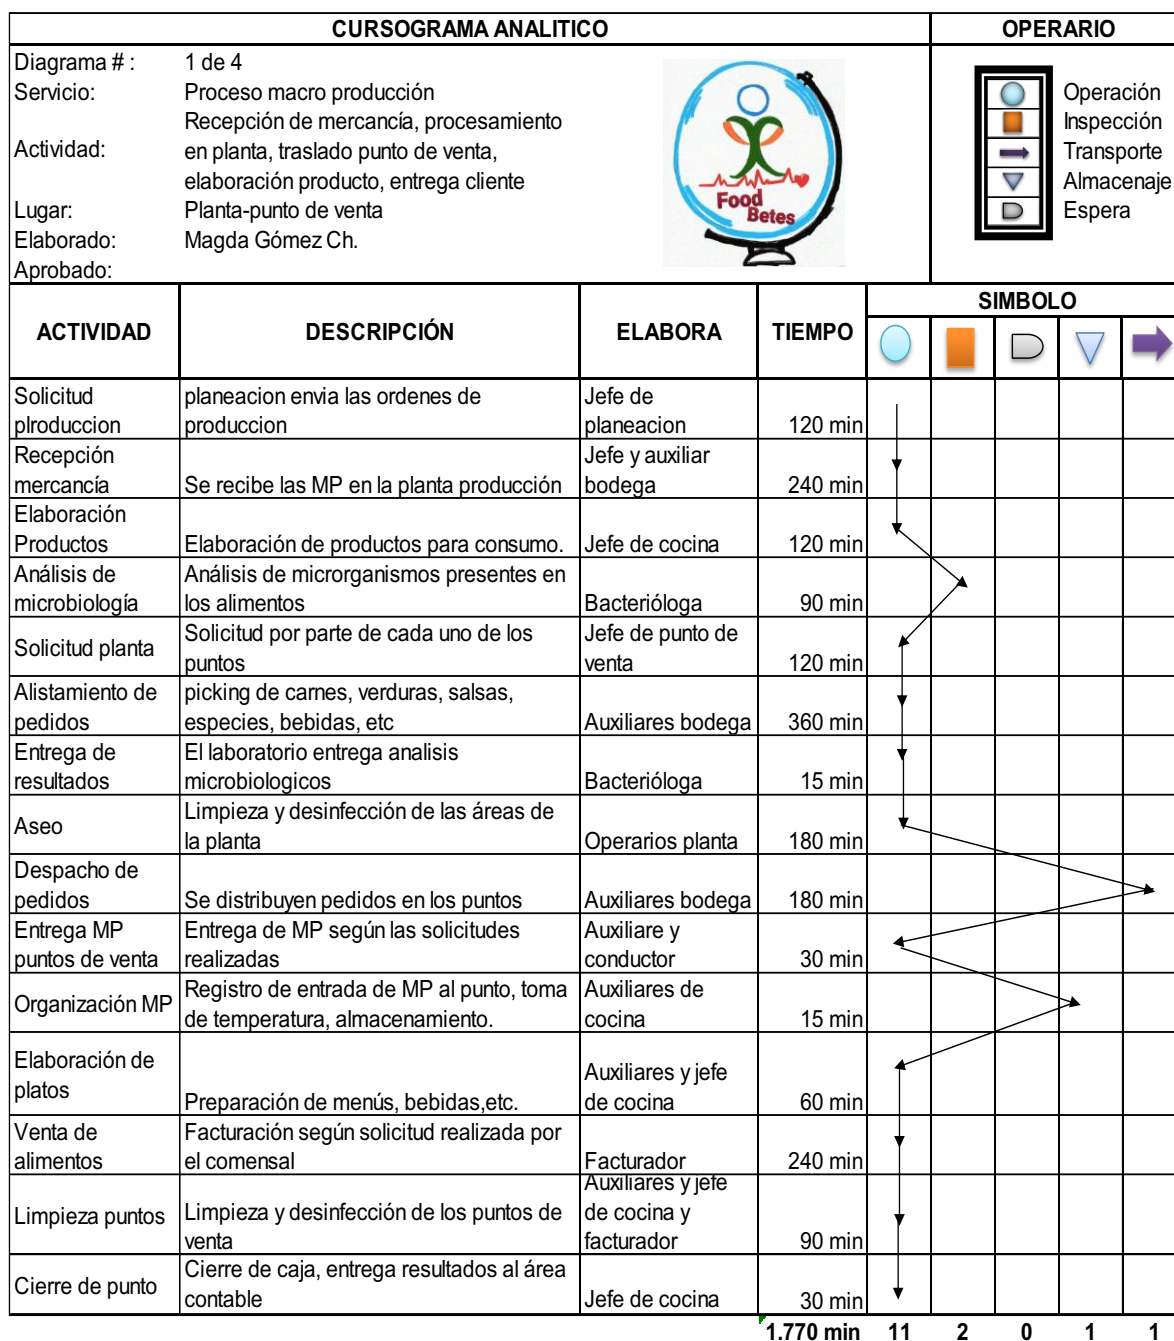 CURSOGRAMA ANALITICO
OPERARIO
Diagrama # : 1 de 4
Servicio: Proceso macro producción
Actividad: Recepción de mercancía, procesamiento
en planta, traslado punto de venta,
elaboración producto, entrega cliente
Lugar: Planta-punto de venta
Elaborado: Magda Gómez Ch.
Aprobado:
Food
Betes
Operación
Inspección
Transporte
Almacenaje
Espera
ACTIVIDAD DESCRIPCIÓN ELABORA TIEMPO SIMBOLO
Solicitud
plroduccion
planeacion envia las ordenes de
produccion
Jefe de
planeacion
120 min
Recepción
mercancía
Se recibe las MP en la planta producción
Jefe y auxiliar
bodega
240 min
Elaboración
Productos
Elaboración de productos para consumo.
Jefe de cocina
120 min
Análisis de
microbiología
Análisis de microrganismos presentes en
los alimentos
Bacterióloga
90 min
Solicitud planta
Solicitud por parte de cada uno de los
puntos
Jefe de punto de
venta
120 min
Alistamiento de
pedidos
picking de carnes, verduras, salsas,
especies, bebidas, etc
Auxiliares bodega
360 min
Entrega de
resultados
El laboratorio entrega analisis
microbiologicos
Bacterióloga
15 min
Aseo
Limpieza y desinfección de las áreas de
la planta
Operarios planta
180 min
Despacho de
pedidos
Se distribuyen pedidos en los puntos
Auxiliares bodega
180 min
Entrega MP
puntos de venta
Entrega de MP según las solicitudes
realizadas
Auxiliare y
conductor
30 min
Organización MP
Registro de entrada de MP al punto, toma
de temperatura, almacenamiento.
Auxiliares de
cocina
15 min
Elaboración de
platos
Preparación de menús, bebidas,etc.
Auxiliares y jefe
de cocina
60 min
Venta de
alimentos
Facturación según solicitud realizada por
el comensal
Facturador
240 min
Limpieza puntos
Limpieza y desinfección de los puntos de
venta
Auxiliares y jefe
de cocina y
facturador
90 min
Cierre de punto
Cierre de caja, entrega resultados al área
contable
Jefe de cocina
30 min
1.770 min 11 2 0 1 1